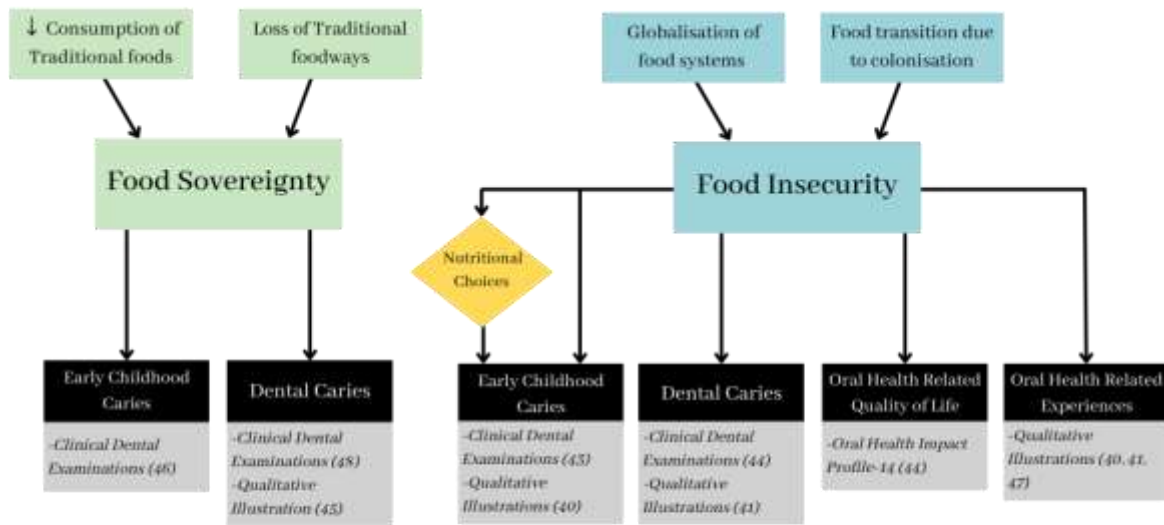 ↓ Consumption of
Traditional foods
Loss of Traditional
foodways
Globalisation of
food systems
Food transition due
to colonisation
Food Sovereignty
Food Insecurity
Nutritional
Choices
Early Childhood
Caries
-Clinical Dental
Examinations (46)
Dental Caries
-Clinical Dental
Examinations (48)
-Qualitative
Illustration (45)
Early Childhood
Caries
-Clinical Dental
Examinations (43)
-Qualitative
Illustrations (40)
Dental Caries
-Clinical Dental
Examinations (44)
-Qualitative
Illustrations (41)
Oral Health Related
Quality of Life
-Oral Health Impact
Profile-14 (44)
Oral Health Related
Experiences
-Qualitative
Illustrations (40, 41,
47)